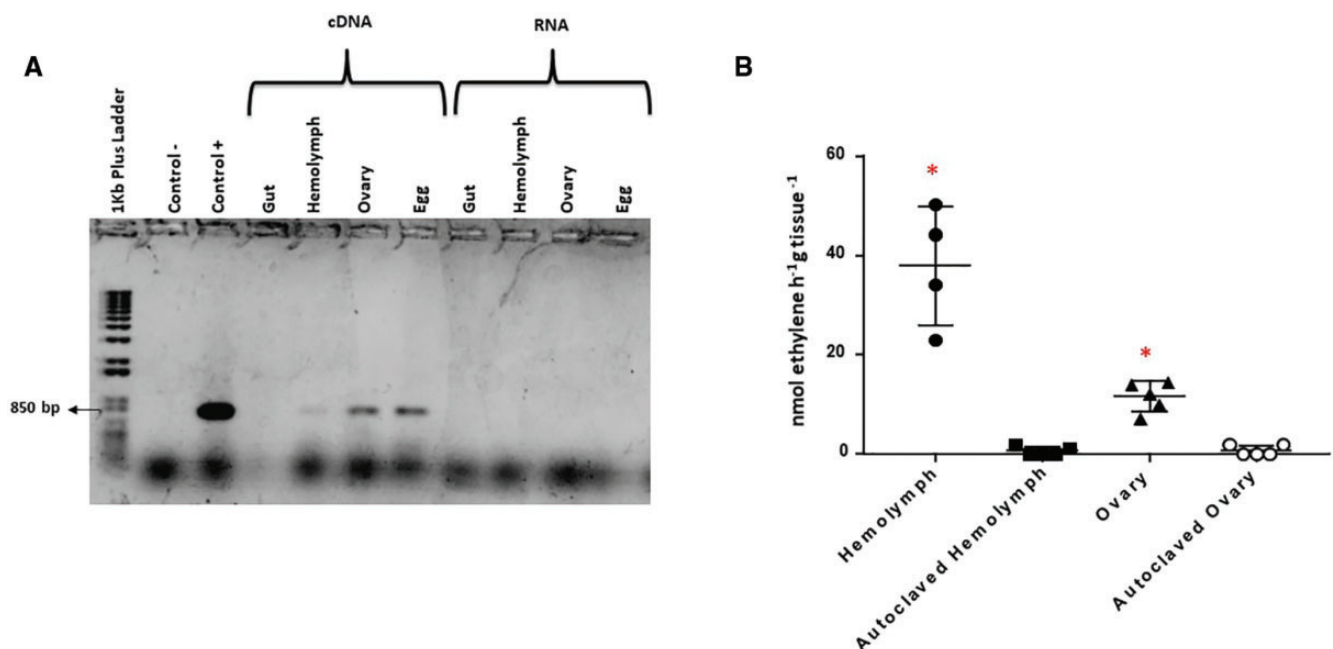 A
cDNA
RNA
1Kb Plus Ladder
Control -
Control +
Gut
Hemolymph
Ovary
Egg
Gut
Hemolymph
Ovary
Egg
850 bp
B
nmol ethylene h⁻¹g tissue ⁻¹
60
40
20
0
*
*
Hemolymph
Autoclaved Hemolymph
Ovary
Autoclaved Ovary